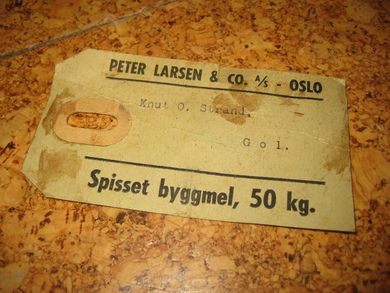 PETER LARSEN & CO. A/S - OSLO
Knut O. Strand.
Gol.
Spisset byggmel, 50 kg.